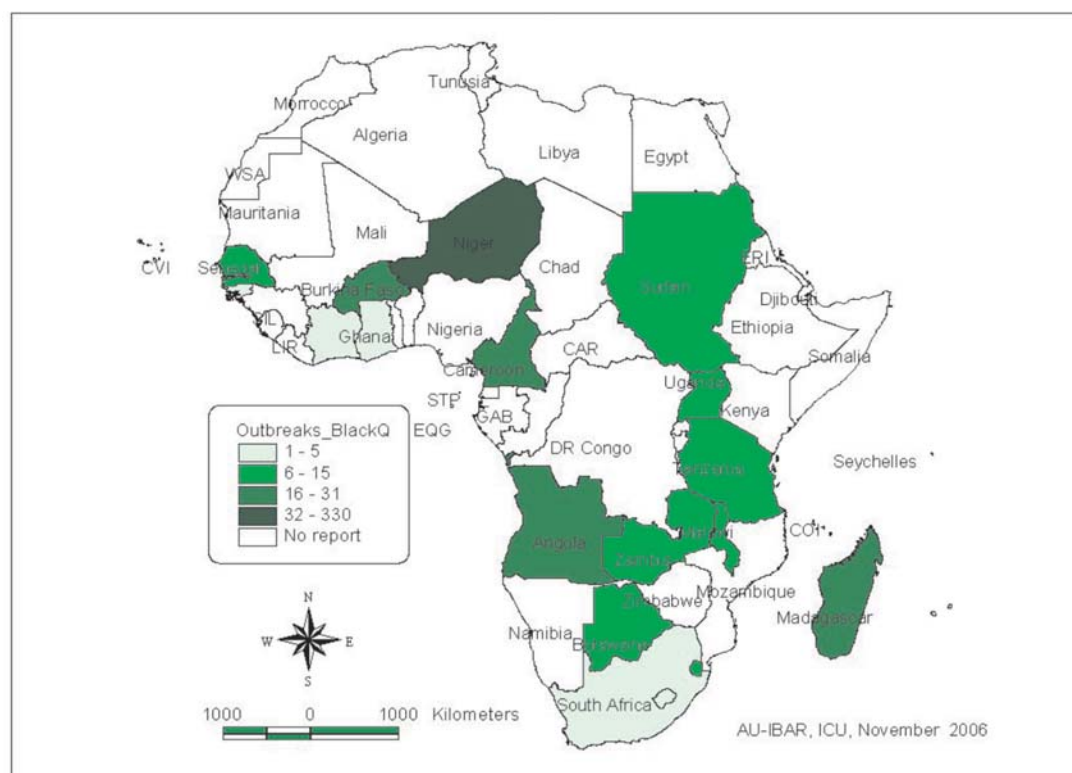 Tunusia
Morrocco
Algeria
Libya
Egypt
WSA
Mauritania
Mali
Niger
Chad
Sudan
ERI
CVI
Senegal
Burkina Faso
Djibouti
Ethiopia
Nigeria
Ghana
SIL
LIR
CAR
Somalia
Cameroon
Uganda
Kenya
STP
GAB
EQG
DR Congo
Tanzania
Seychelles
Outbreaks_BlackQ
1 - 5
6 - 15
16 - 31
32 - 330
No report
Angola
Zambia
Malawi
COI
Mozambique
Zimbabwe
Madagascar
Namibia
Botswana
South Africa
N
W E
S
1000 0 1000 Kilometers
AU-IBAR, ICU, November 2006